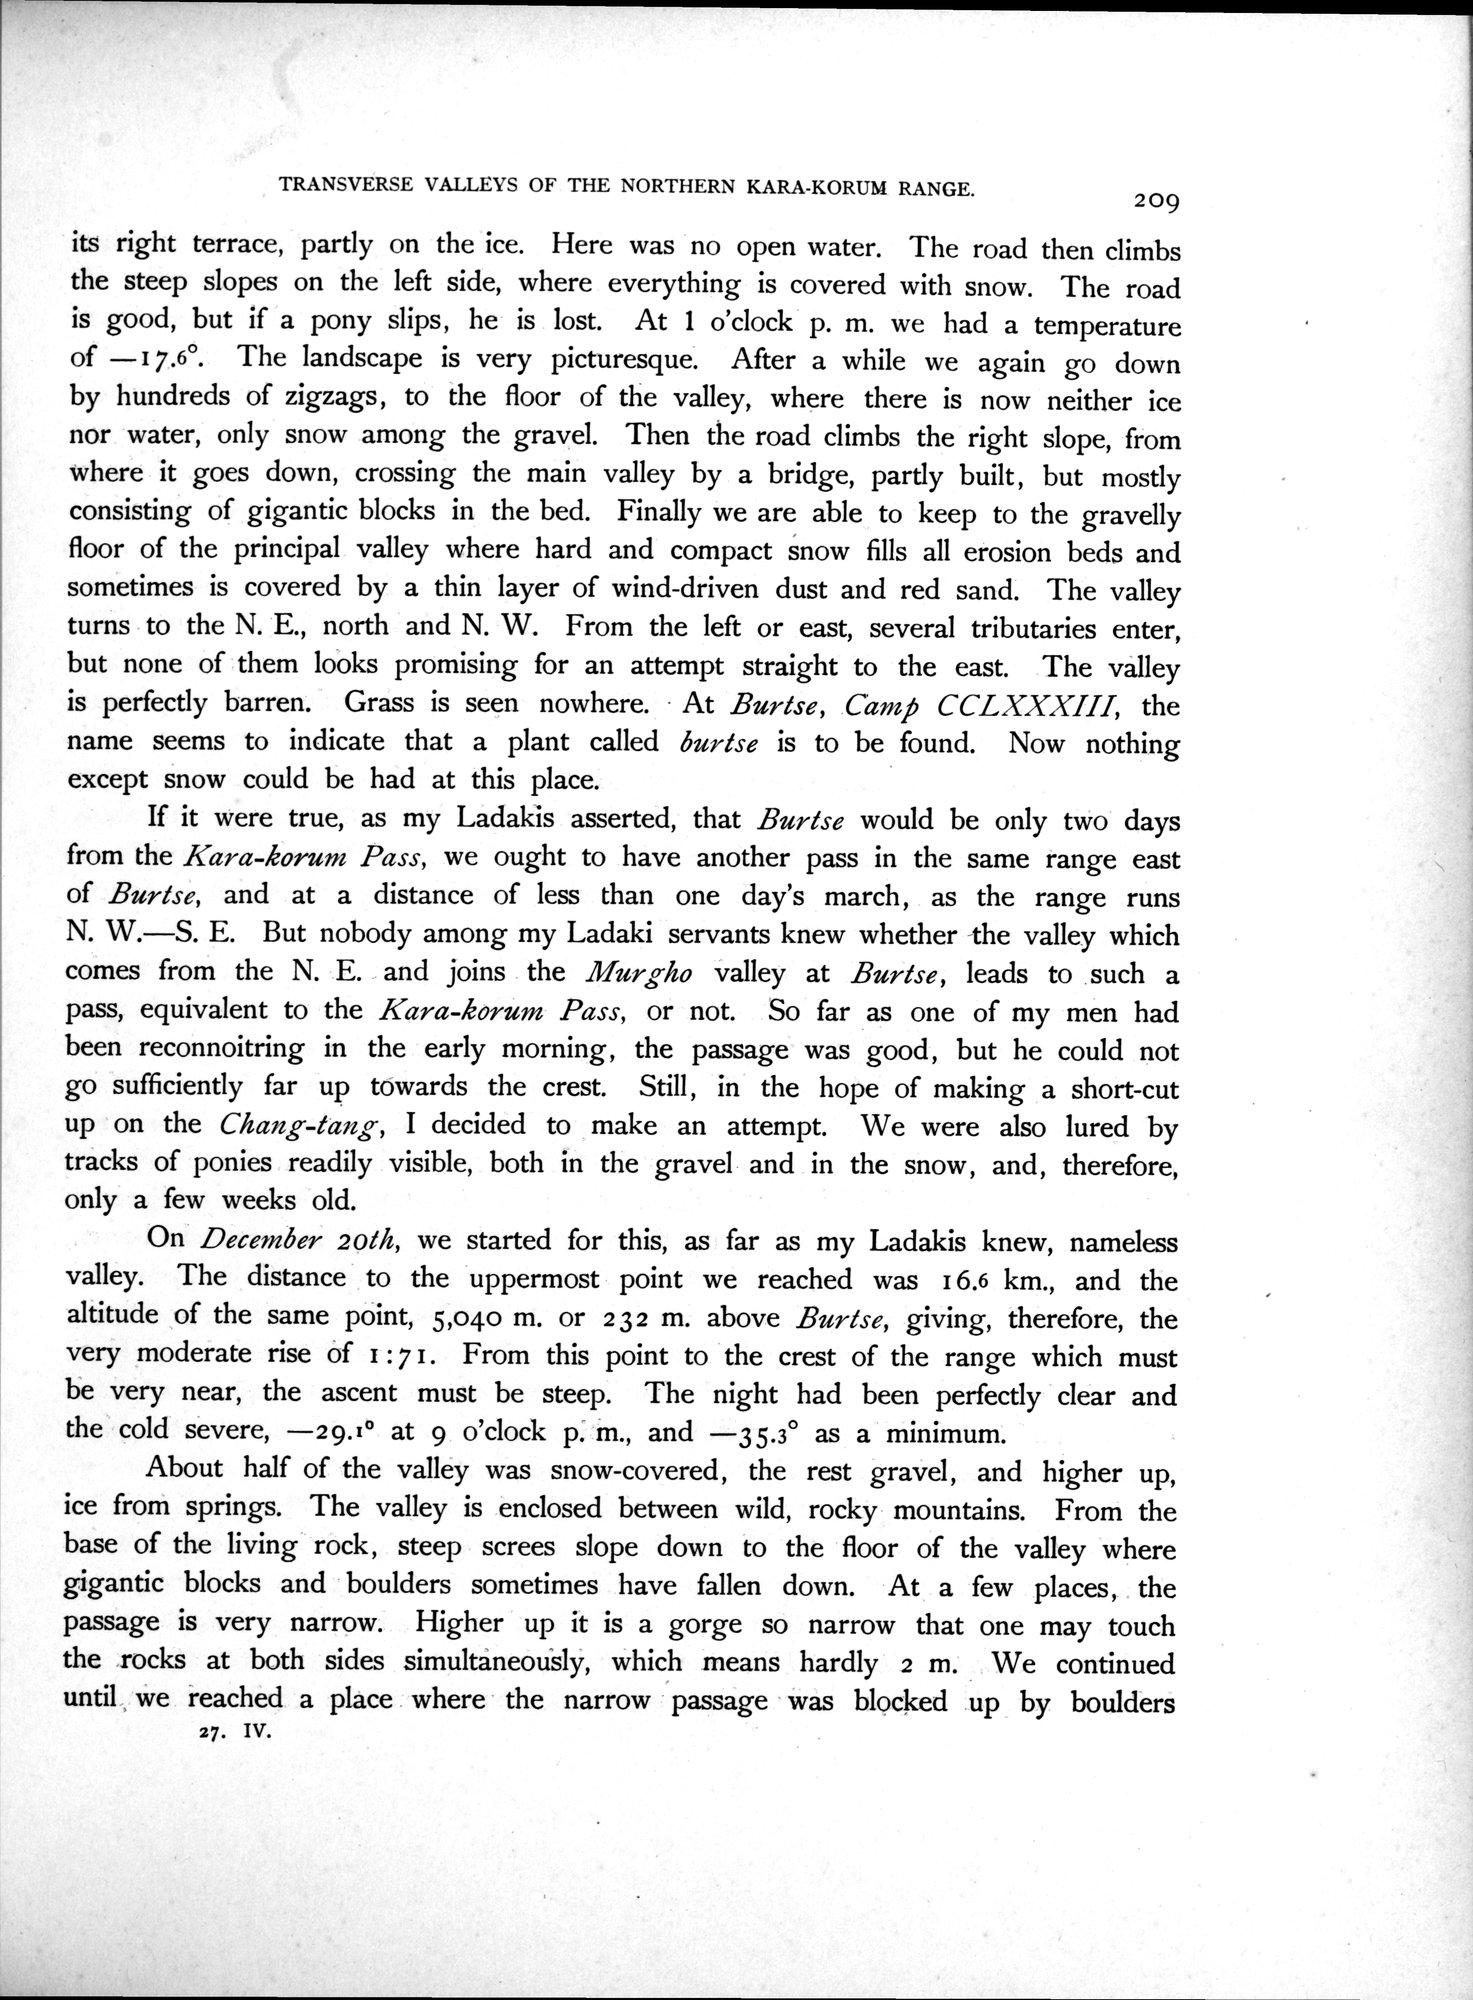 TRANSVERSE VALLEYS OF THE NORTHERN KARA-KORUM RANGE.
209
its right terrace, partly on the ice. Here was no open water. The road then climbs
the steep slopes on the left side, where everything is covered with snow. The road
is good, but if a pony slips, he is lost. At 1 o'clock p. m. we had a temperature
of —17.6°. The landscape is very picturesque. After a while we again go down
by hundreds of zigzags, to the floor of the valley, where there is now neither ice
nor water, only snow among the gravel. Then the road climbs the right slope, from
where it goes down, crossing the main valley by a bridge, partly built, but mostly
consisting of gigantic blocks in the bed. Finally we are able to keep to the gravelly
floor of the principal valley where hard and compact snow fills all erosion beds and
sometimes is covered by a thin layer of wind-driven dust and red sand. The valley
turns to the N. E., north and N. W. From the left or east, several tributaries enter,
but none of them looks promising for an attempt straight to the east. The valley
is perfectly barren. Grass is seen nowhere. At Burtse, Camp CCLXXXIII, the
name seems to indicate that a plant called burtse is to be found. Now nothing
except snow could be had at this place.
If it were true, as my Ladakis asserted, that Burtse would be only two days
from the Kara-korum Pass, we ought to have another pass in the same range east
of Burtse, and at a distance of less than one day's march, as the range runs
N. W.—S. E. But nobody among my Ladaki servants knew whether the valley which
comes from the N. E. and joins the Murgho valley at Burtse, leads to such a
pass, equivalent to the Kara-korum Pass, or not. So far as one of my men had
been reconnoitring in the early morning, the passage was good, but he could not
go sufficiently far up towards the crest. Still, in the hope of making a short-cut
up on the Chang-tang, I decided to make an attempt. We were also lured by
tracks of ponies readily visible, both in the gravel and in the snow, and, therefore,
only a few weeks old.
On December 20th, we started for this, as far as my Ladakis knew, nameless
valley. The distance to the uppermost point we reached was 16.6 km., and the
altitude of the same point, 5,040 m. or 232 m. above Burtse, giving, therefore, the
very moderate rise of 1:71. From this point to the crest of the range which must
be very near, the ascent must be steep. The night had been perfectly clear and
the cold severe, —29.1° at 9 o'clock p. m., and —35.3° as a minimum.
About half of the valley was snow-covered, the rest gravel, and higher up,
ice from springs. The valley is enclosed between wild, rocky mountains. From the
base of the living rock, steep screes slope down to the floor of the valley where
gigantic blocks and boulders sometimes have fallen down. At a few places, the
passage is very narrow. Higher up it is a gorge so narrow that one may touch
the rocks at both sides simultaneously, which means hardly 2 m. We continued
until we reached a place where the narrow passage was blocked up by boulders
27. IV.